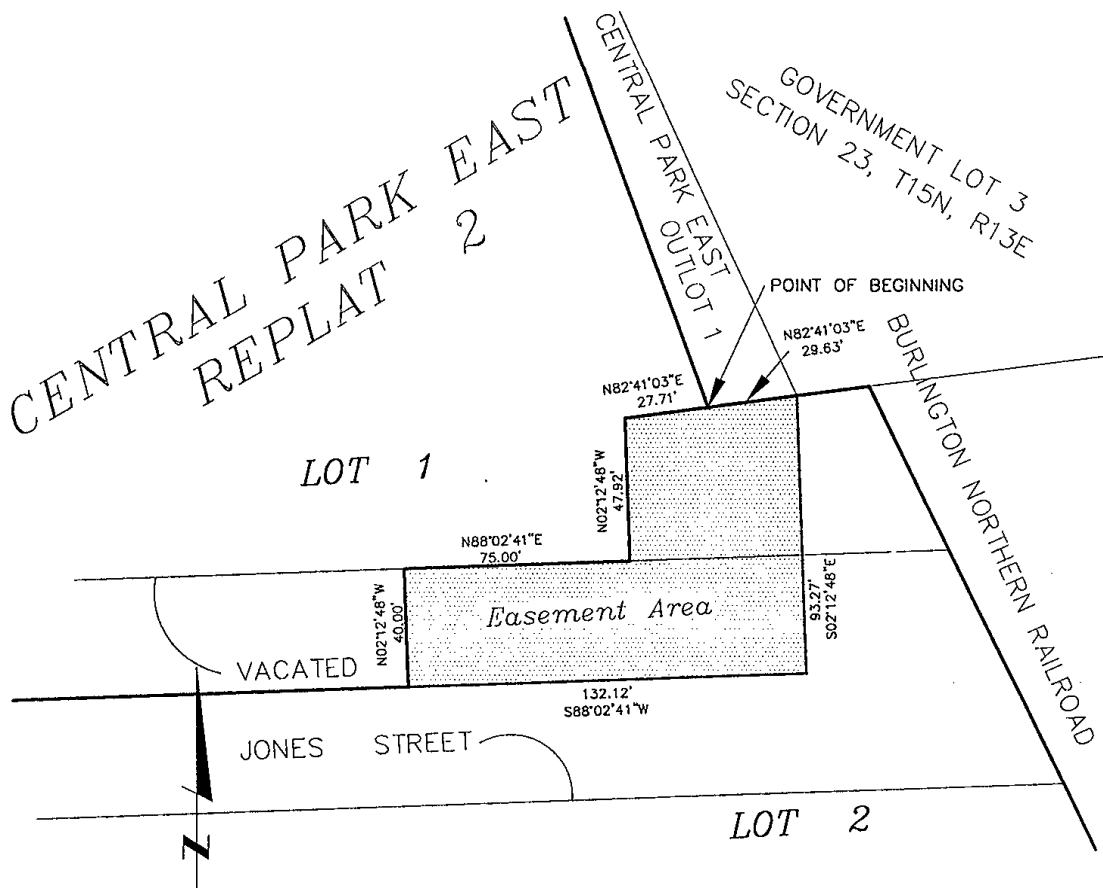 CENTRAL PARK EAST
REPLAT 2
CENTRAL PARK EAST
OUTLOT 1
GOVERNMENT LOT 3
SECTION 23, T15N, R13E
POINT OF BEGINNING
N82°41'03"E
29.63'
N82°41'03"E
27.71'
BURLINGTON NORTHERN RAILROAD
LOT 1
N02°12'48"W
47.92'
N88°02'41"E
75.00'
N02°12'48"W
40.00'
Easement Area
93.27'
S02°12'48"E
VACATED
132.12'
S88°02'41"W
JONES STREET
LOT 2
N